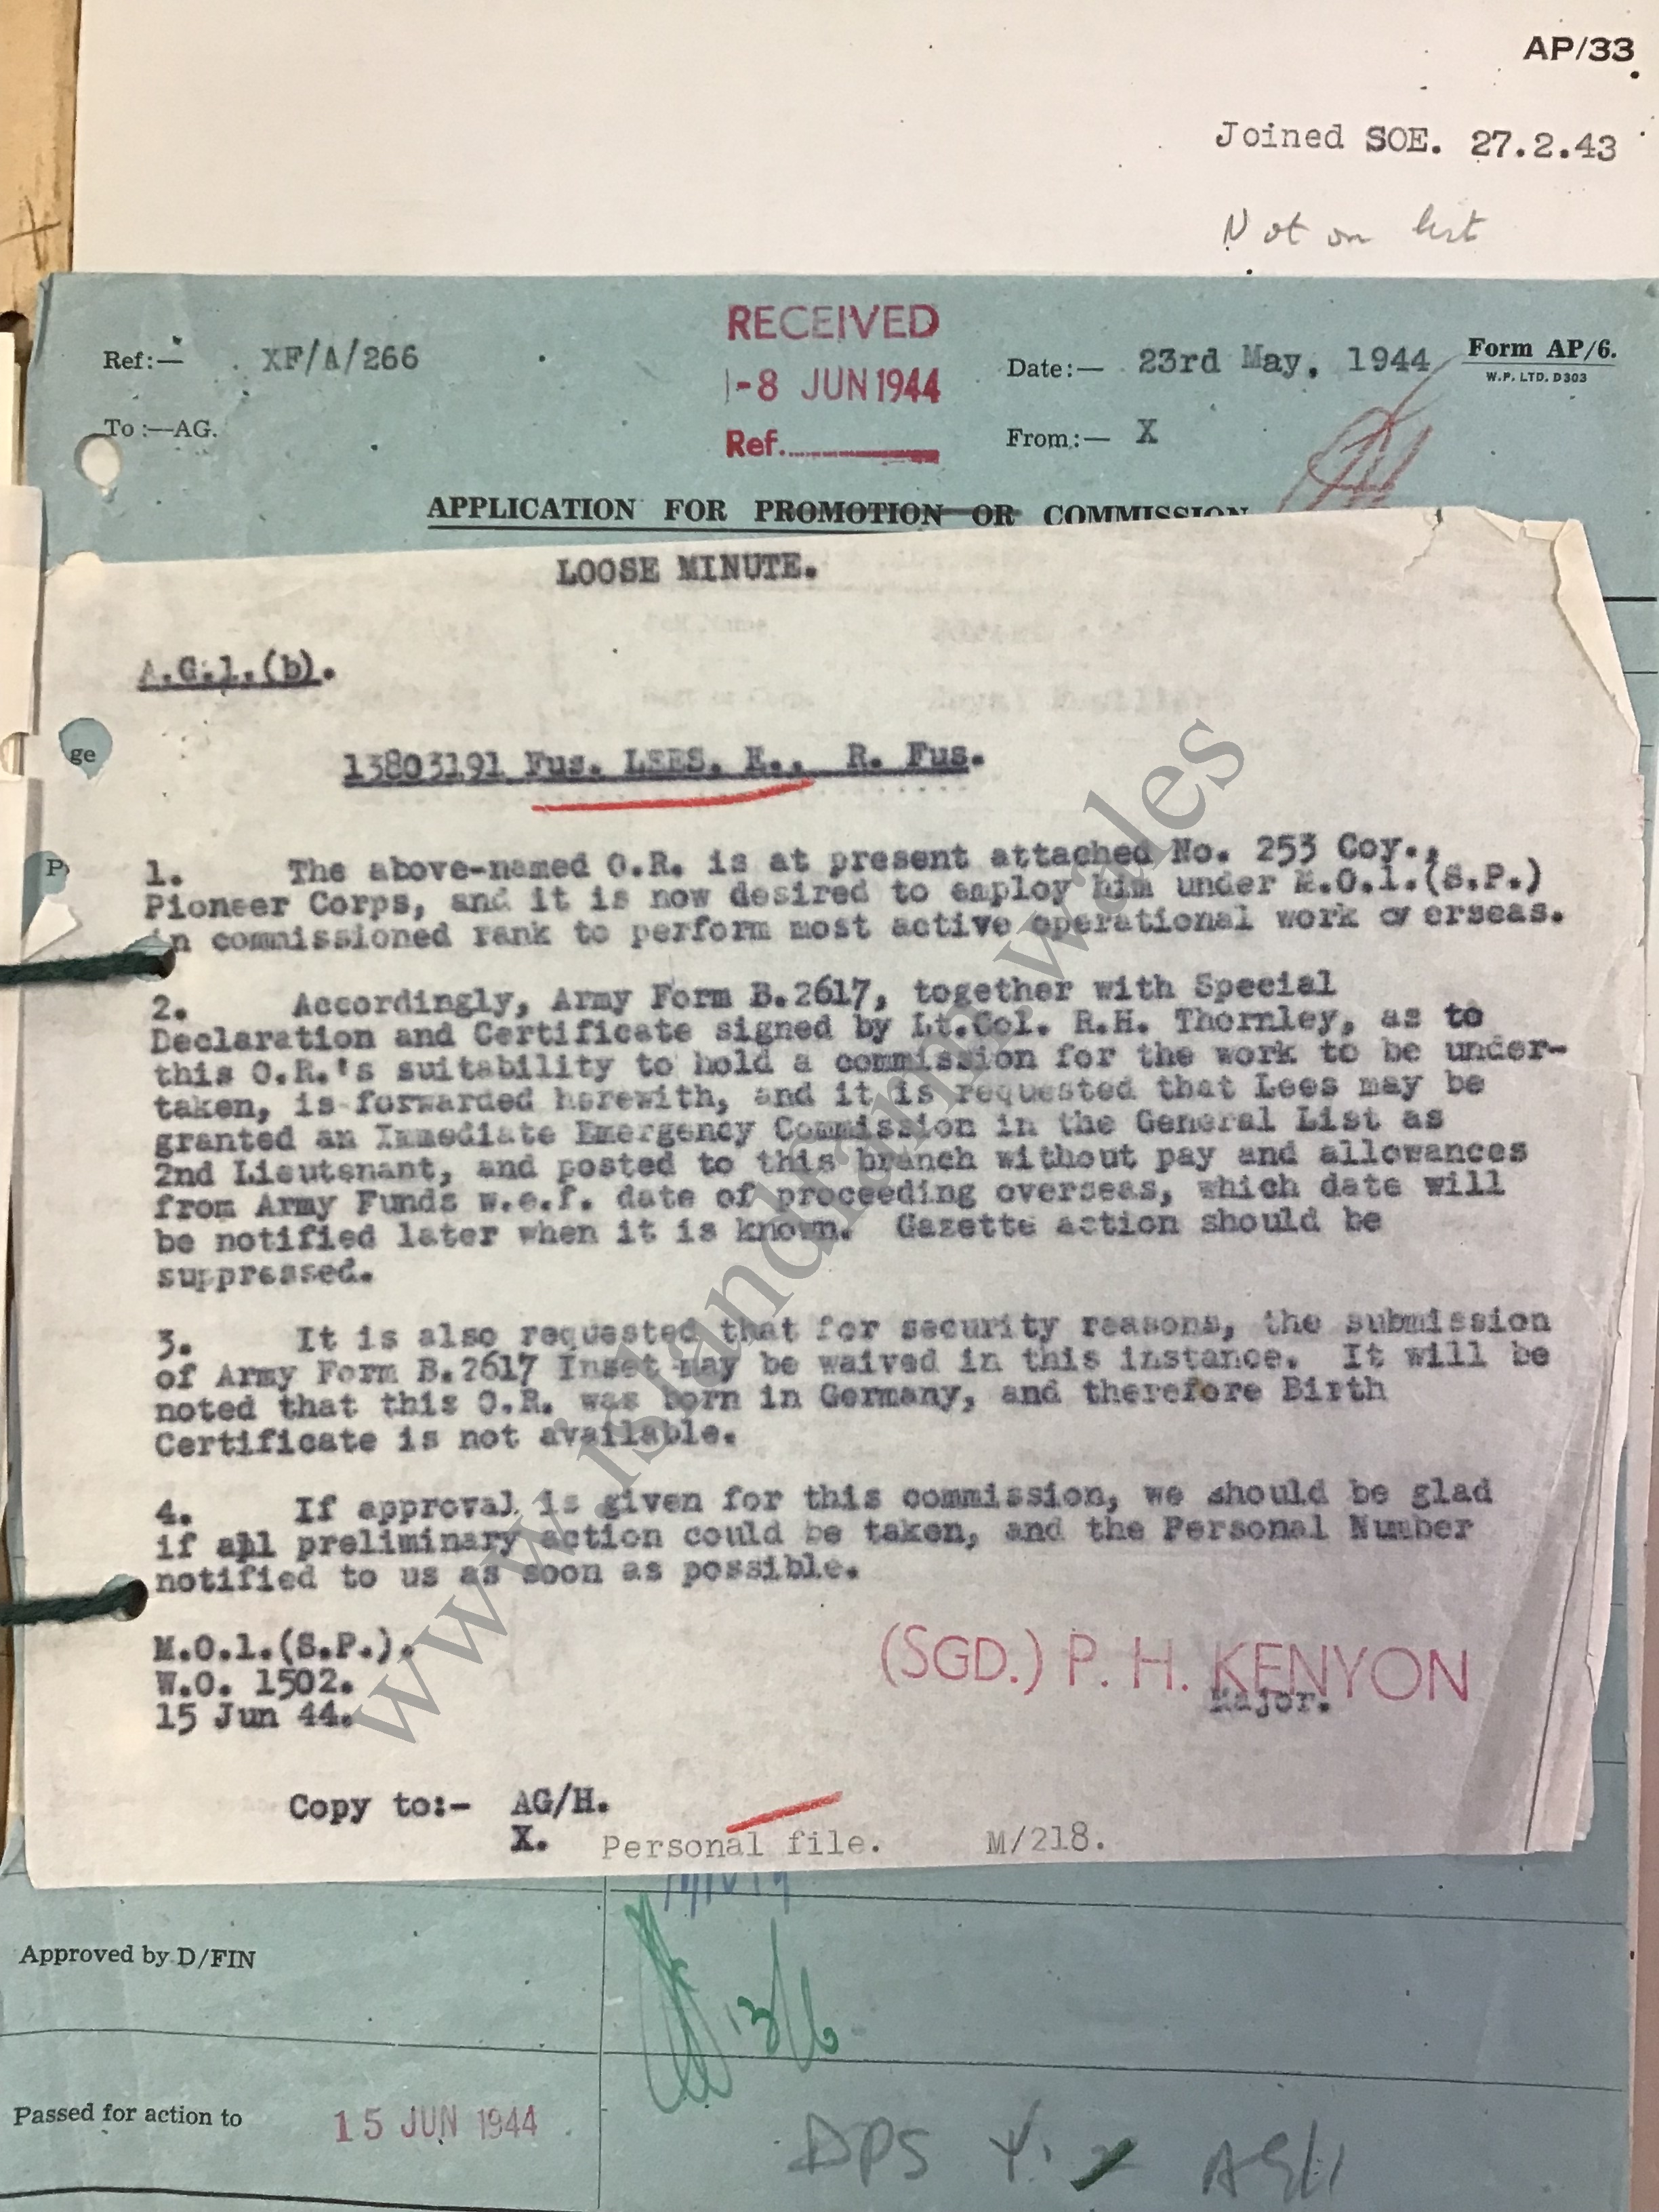 AP/33
Joined SOE. 27.2.43
Not on list
Ref:— XF/A/266
RECEIVED
-8 JUN 1944
Ref.
Date:— 23rd May, 1944
Form AP/6.
W.P. LTD. D303
To:—AG.
From:— X
APPLICATION FOR PROMOTION OR COMMISSION
LOOSE MINUTE.
A.G.1.(b).
ge
13803191 Fus. LEES. H., R. Fus.
P
1. The above-named O.R. is at present attached No. 253 Coy.,
Pioneer Corps, and it is now desired to employ him under M.O.1.(S.P.)
in commissioned rank to perform most active operational work ov erseas.
2. Accordingly, Army Form B.2617, together with Special
Declaration and Certificate signed by Lt.Col. R.H. Thornley, as to
this O.R.'s suitability to hold a commission for the work to be under-
taken, is forwarded herewith, and it is requested that Lees may be
granted an Immediate Emergency Commission in the General List as
2nd Lieutenant, and posted to this branch without pay and allowances
from Army Funds w.e.f. date of proceeding overseas, which date will
be notified later when it is known. Gazette action should be
suppressed.
3. It is also requested that for security reasons, the submission
of Army Form B.2617 Inset may be waived in this instance. It will be
noted that this O.R. was born in Germany, and therefore Birth
Certificate is not available.
4. If approval is given for this commission, we should be glad
if all preliminary action could be taken, and the Personal Number
notified to us as soon as possible.
M.O.1.(S.P.).
W.O. 1502.
15 Jun 44.
(SGD.) P. H. KENYON
Major.
Copy to:- AG/H.
X. Personal file. M/218.
Approved by D/FIN
13/6
Passed for action to 15 JUN 1944
DPS